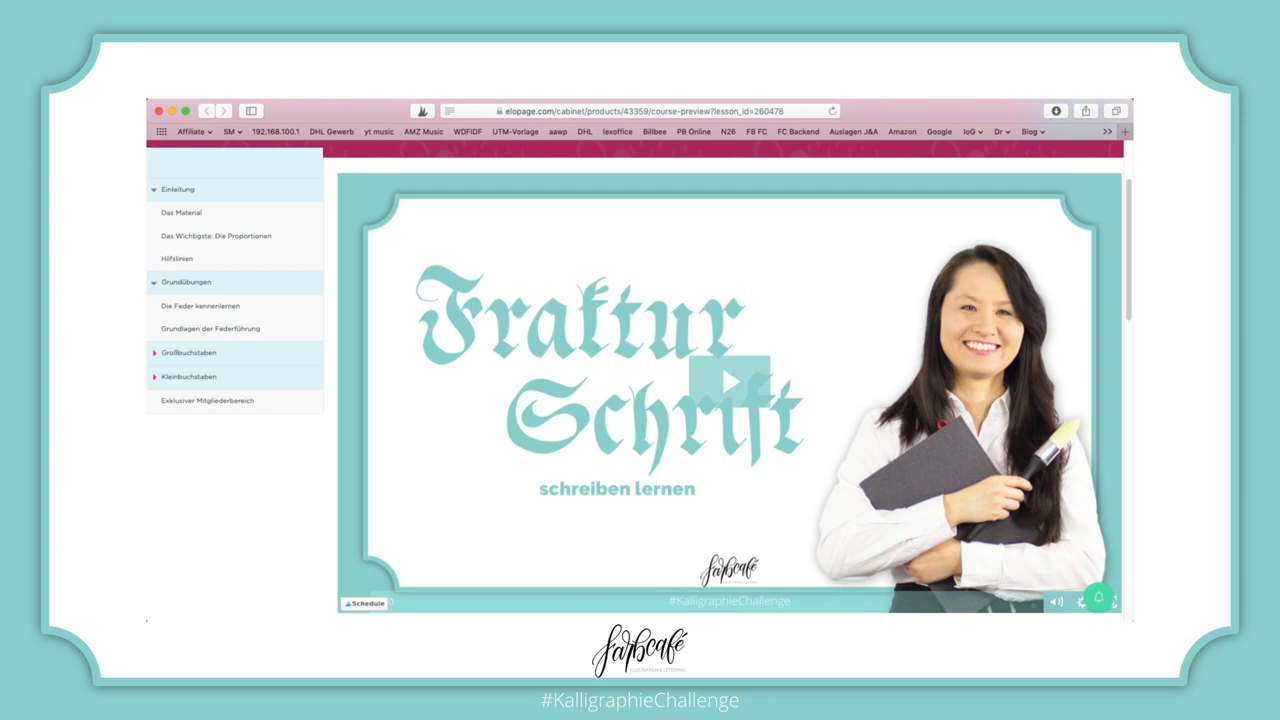 elopage.com/cabinet/products/43359/course-preview?lesson_id=260478
Affiliate SM 192.168.100.1 DHL Gewerb yt music AMZ Music WDFIDF UTM-Vorlage aawp DHL lexoffice Billbee PB Online N26 FB FC FC Backend Auslagen J&A Amazon Google IoG Dr Blog >>
Einleitung
Das Material
Das Wichtigste: Die Proportionen
Hilfslinien
Grundübungen
Die Feder kennenlernen
Grundlagen der Federführung
Großbuchstaben
Kleinbuchstaben
Exklusiver Mitgliederbereich
Fraktur
Schrift
schreiben lernen
farbcafé
Schedule
#KalligraphieChallenge
farbcafé
ILLUSTRATION & LETTERING
#KalligraphieChallenge